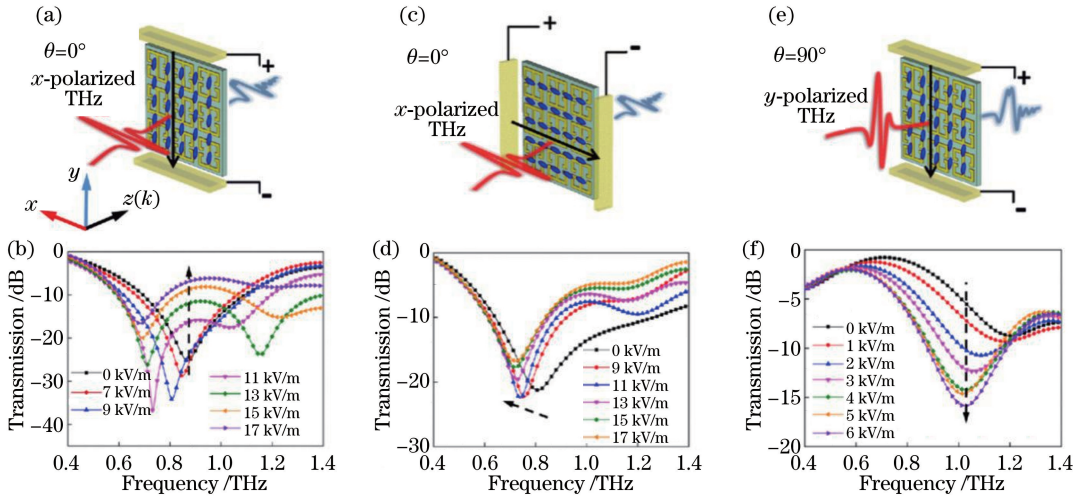 (a)
θ=0°
x-polarized
THz
+
-
y
x
z(k)
(c)
+
-
θ=0°
x-polarized
THz
(e)
θ=90°
y-polarized
THz
+
-
(b)
Transmission /dB
0
-10
-20
-30
-40
0 kV/m
7 kV/m
9 kV/m
11 kV/m
13 kV/m
15 kV/m
17 kV/m
0.4 0.6 0.8 1.0 1.2 1.4
Frequency /THz
(d)
Transmission /dB
0
-10
-20
-30
0 kV/m
9 kV/m
11 kV/m
13 kV/m
15 kV/m
17 kV/m
0.4 0.6 0.8 1.0 1.2 1.4
Frequency /THz
(f)
Transmission /dB
0
-5
-10
-15
-20
0 kV/m
1 kV/m
2 kV/m
3 kV/m
4 kV/m
5 kV/m
6 kV/m
0.4 0.6 0.8 1.0 1.2 1.4
Frequency /THz